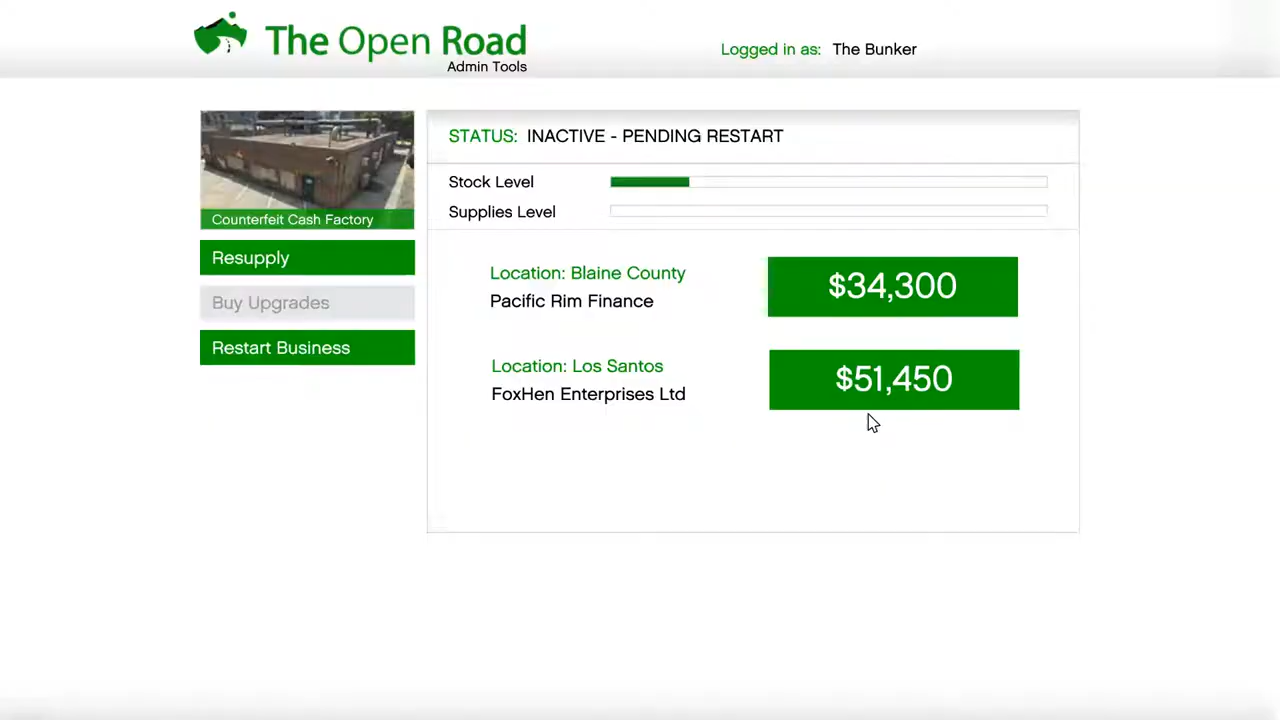 The Open Road
Admin Tools
Logged in as: The Bunker
Counterfeit Cash Factory
Resupply
Buy Upgrades
Restart Business
STATUS: INACTIVE - PENDING RESTART
Stock Level
Supplies Level
Location: Blaine County
Pacific Rim Finance
$34,300
Location: Los Santos
FoxHen Enterprises Ltd
$51,450